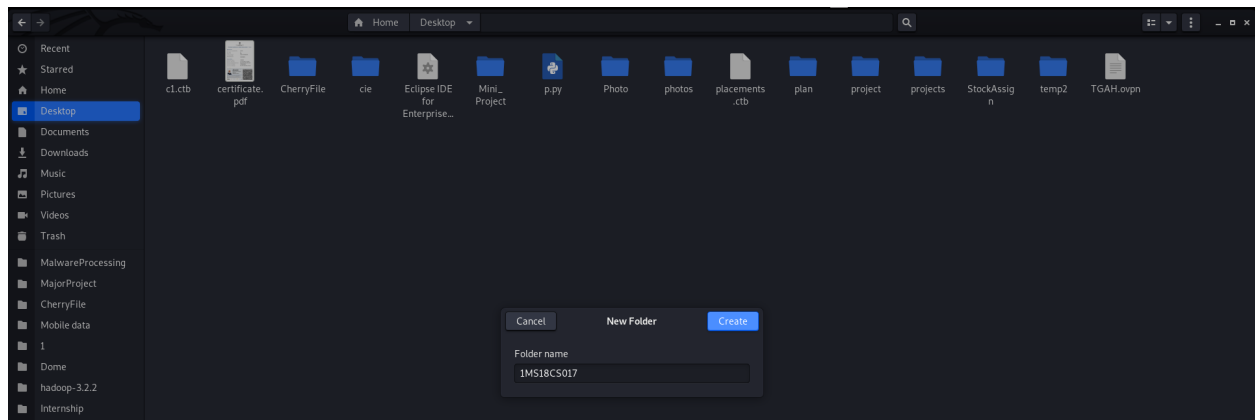 Home Desktop
Recent
Starred
Home
Desktop
Documents
Downloads
Music
Pictures
Videos
Trash
MalwareProcessing
MajorProject
CherryFile
Mobile data
1
Dome
hadoop-3.2.2
Internship
c1.ctb
certificate.
pdf
CherryFile
cie
Eclipse IDE
for
Enterprise...
Mini_
Project
p.py
Photo
photos
placements
.ctb
plan
project
projects
StockAssig
n
temp2
TGAH.ovpn
Cancel New Folder Create
Folder name
1MS18CS017